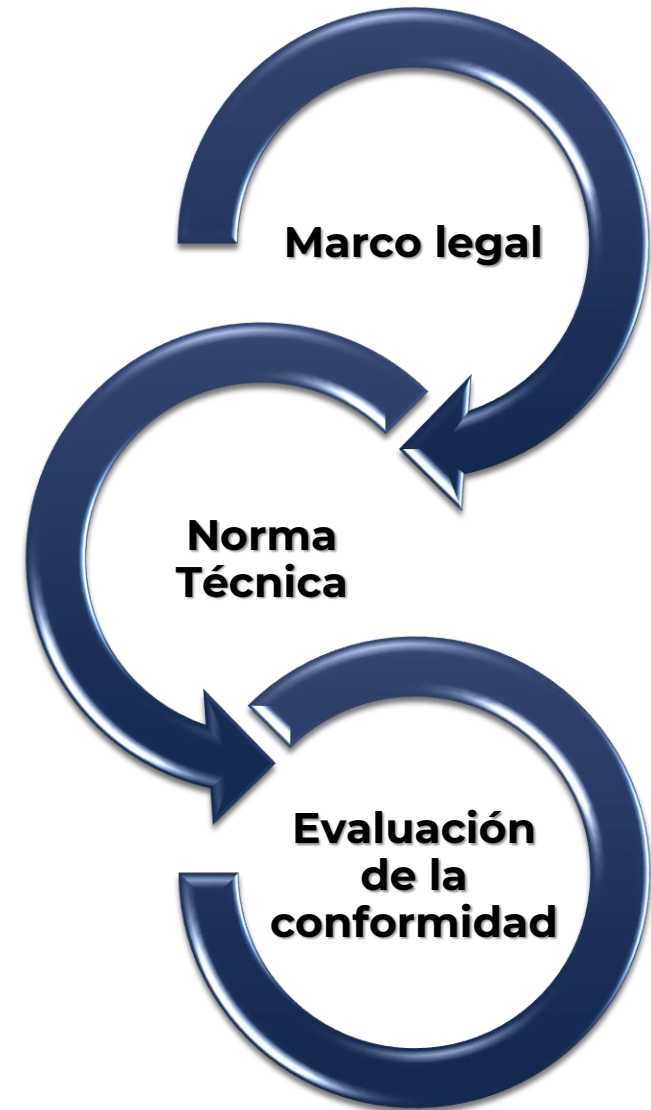 Marco legal
Norma
Técnica
Evaluación
de la
conformidad